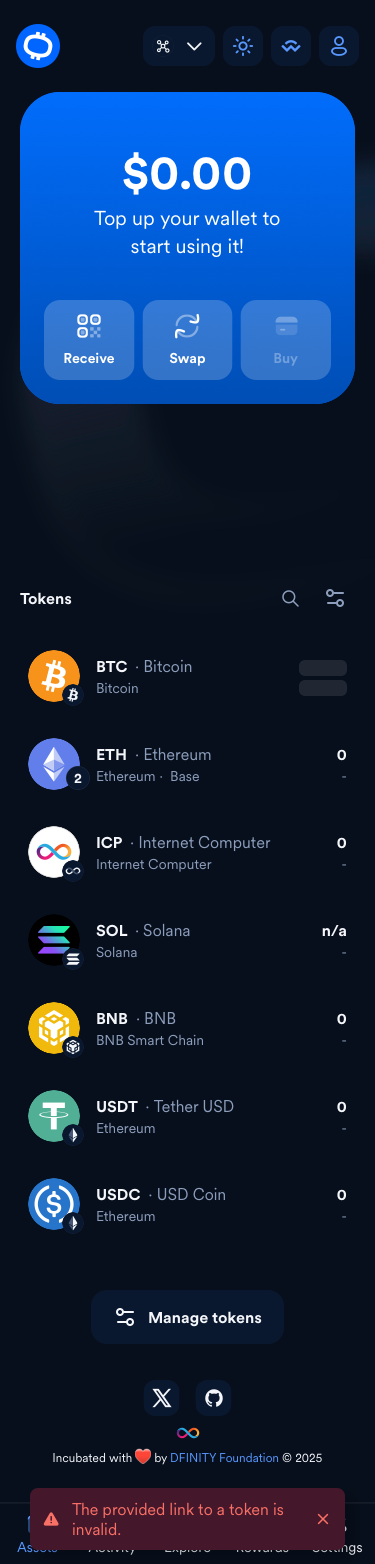 $0.00
Top up your wallet to
start using it!
Receive
Swap
Buy
Tokens
BTC · Bitcoin
Bitcoin
ETH · Ethereum
0
2
Ethereum · Base
-
ICP · Internet Computer
0
Internet Computer
-
SOL · Solana
n/a
Solana
-
BNB · BNB
0
BNB Smart Chain
-
USDT · Tether USD
0
Ethereum
-
USDC · USD Coin
0
Ethereum
-
Manage tokens
Incubated with ❤️ by DFINITY Foundation © 2025
The provided link to a token is
invalid.
Assets
Activity
Explore
Rewards
Settings